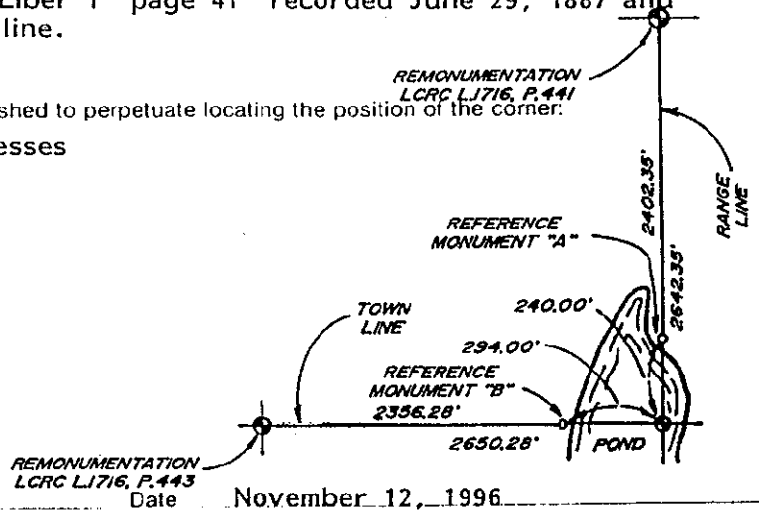 Liber 1 page 41 recorded June 29, 1887 and
line.
REMONUMENTATION
LCRC L.1716, P.441
shed to perpetuate locating the position of the corner:
esses
2402.35'
RANGE
LINE
REFERENCE
MONUMENT "A"
2642.35'
TOWN
LINE
240.00'
294.00'
REFERENCE
MONUMENT "B"
2356.28'
2650.28'
POND
REMONUMENTATION
LCRC L.1716, P.443
Date November 12, 1996